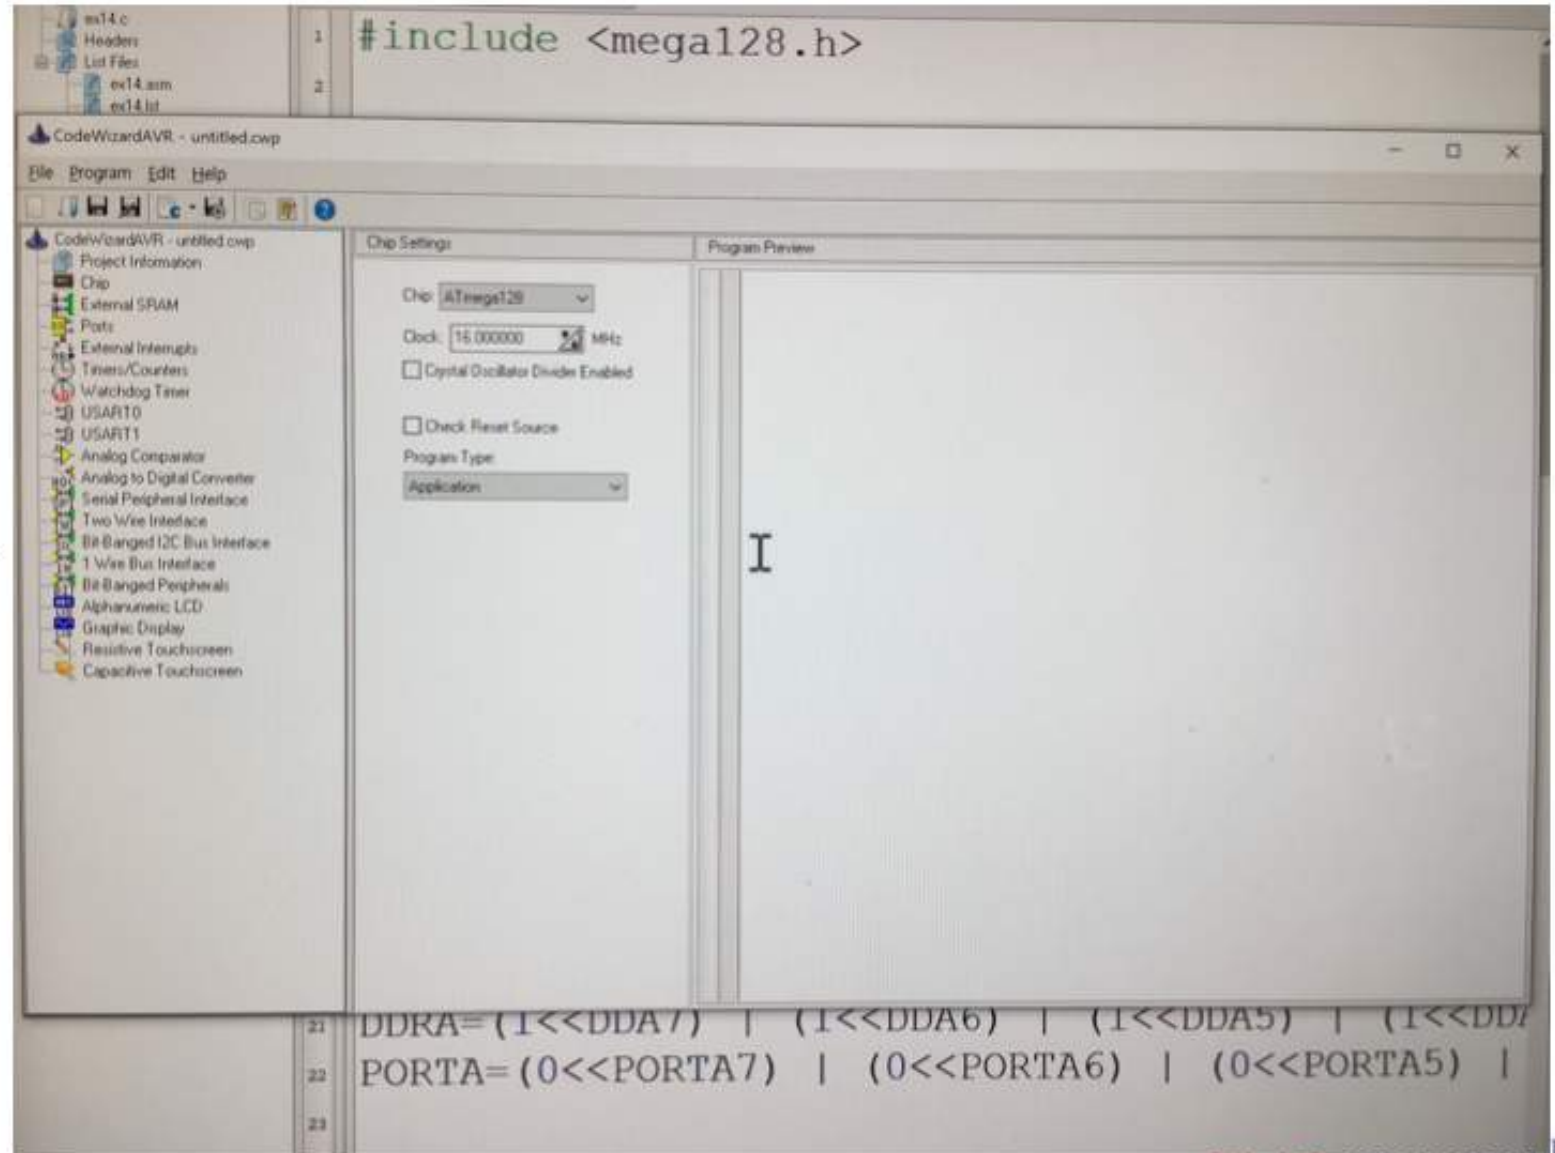 ex14.c
Headers
List Files
ex14.asm
ex14.lst
1 #include <mega128.h>
2
CodeWizardAVR - untitled.cwp
File Program Edit Help
CodeWizardAVR - untitled.cwp
Project Information
Chip
External SRAM
Ports
External Interrupts
Timers/Counters
Watchdog Timer
USART0
USART1
Analog Comparator
Analog to Digital Converter
Serial Peripheral Interface
Two Wire Interface
Bit-Banged I2C Bus Interface
1 Wire Bus Interface
Bit-Banged Peripherals
Alphanumeric LCD
Graphic Display
Resistive Touchscreen
Capacitive Touchscreen
Chip Settings
Chip: ATmega128
Clock: 16.000000 MHz
Crystal Oscillator Divider Enabled
Check Reset Source
Program Type:
Application
Program Preview
21 DDRA=(1<<DDA7) | (1<<DDA6) | (1<<DDA5) | (1<<DDA
22 PORTA=(0<<PORTA7) | (0<<PORTA6) | (0<<PORTA5) |
23